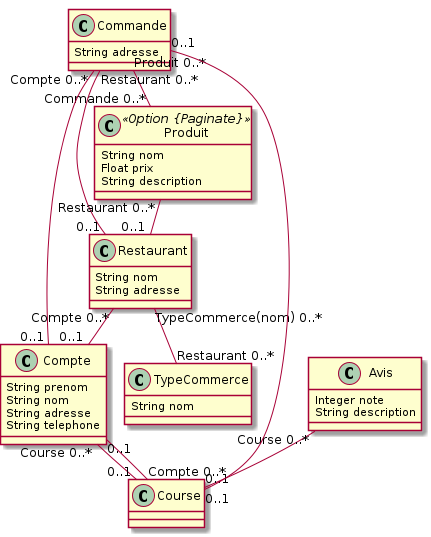 C Commande
String adresse
0..1
Produit 0..*
Compte 0..*
Restaurant 0..*
Commande 0..*
C «Option {Paginate}»
Produit
String nom
Float prix
String description
Restaurant 0..*
0..1
0..1
C Restaurant
String nom
String adresse
Compte 0..*
TypeCommerce(nom) 0..*
0..1
0..1
Restaurant 0..*
C Compte
String prenom
String nom
String adresse
String telephone
C TypeCommerce
String nom
C Avis
Integer note
String description
Course 0..*
0..1
Course 0..*
0..1
Compte 0..*
0..1
0..1
C Course